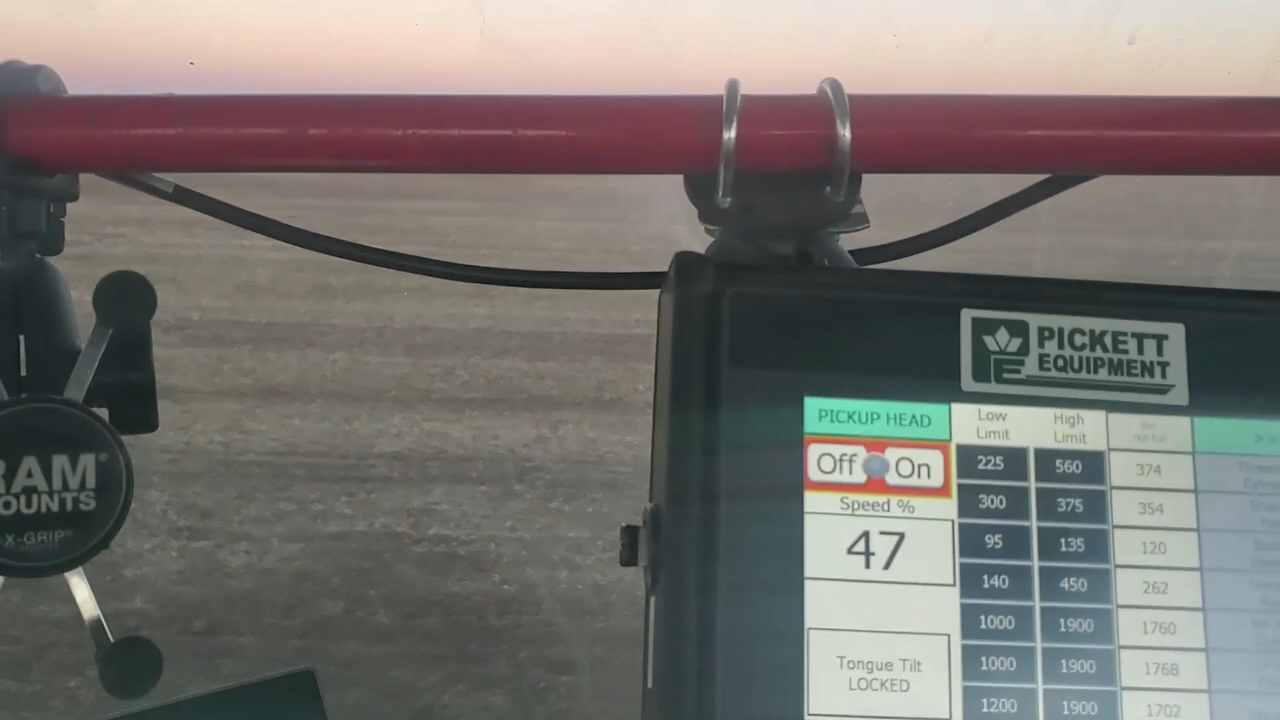 PICKETT
EQUIPMENT
PICKUP HEAD
Low
Limit
High
Limit
Off On
225 560 374
300 375 354
Speed %
47
95 135 120
140 450 262
1000 1900 1760
Tongue Tilt
LOCKED
1000 1900 1768
1200 1900 1702
RAM
MOUNTS
X-GRIP®